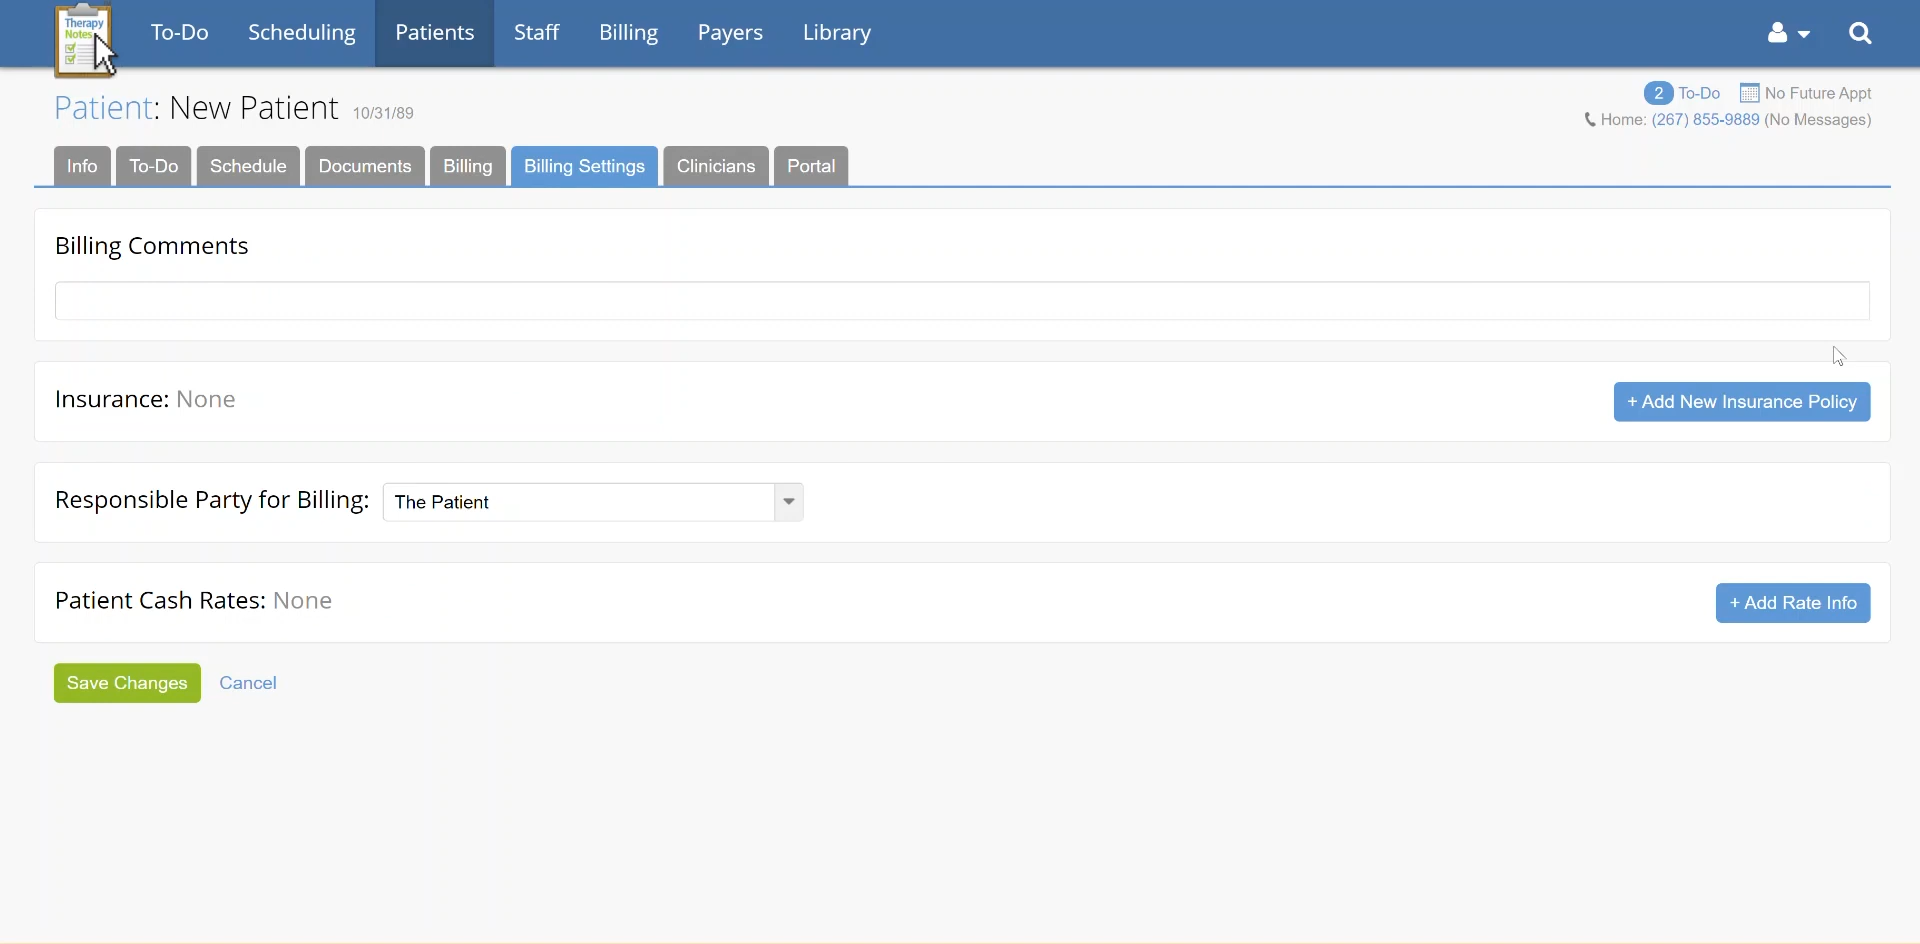 Therapy
Notes
To-Do Scheduling Patients Staff Billing Payers Library
Patient: New Patient 10/31/89
2 To-Do No Future Appt
Home: (267) 855-9889 (No Messages)
Info To-Do Schedule Documents Billing Billing Settings Clinicians Portal
Billing Comments
Insurance: None + Add New Insurance Policy
Responsible Party for Billing: The Patient
Patient Cash Rates: None + Add Rate Info
Save Changes Cancel